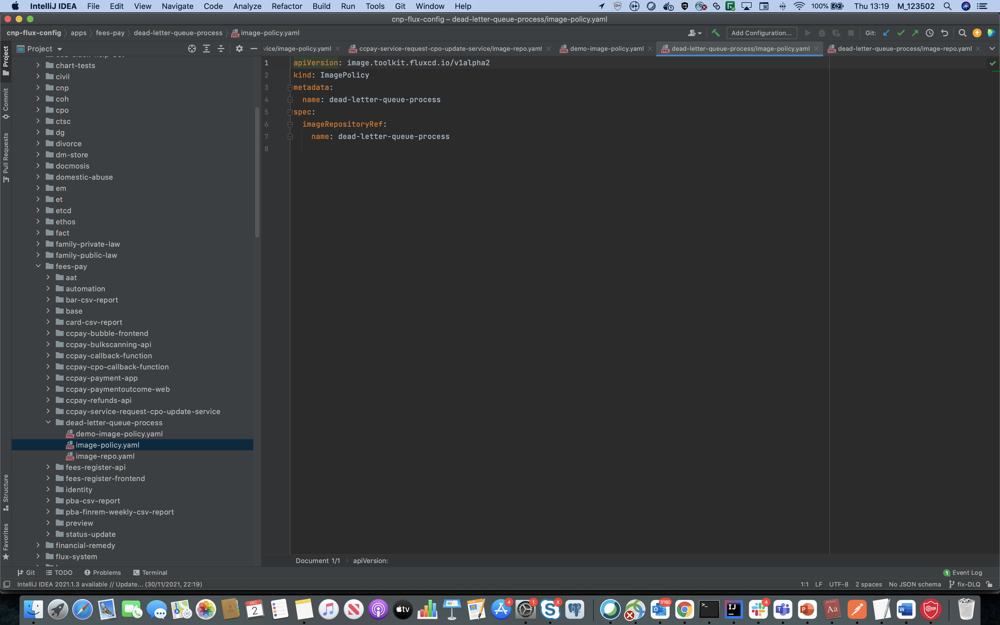 IntelliJ IDEA File Edit View Navigate Code Analyze Refactor Build Run Tools Git Window Help 100% Thu 13:19 M_123502
cnp-flux-config – dead-letter-queue-process/image-policy.yaml
cnp-flux-config apps fees-pay dead-letter-queue-process image-policy.yaml Add Configuration... Git:
Project
vice/image-policy.yaml ccpay-service-request-cpo-update-service/image-repo.yaml demo-image-policy.yaml dead-letter-queue-process/image-policy.yaml dead-letter-queue-process/image-repo.yaml
Project
Commit
Pull Requests
Structure
Favorites
chart-tests
civil
cnp
coh
cpo
ctsc
dg
divorce
dm-store
docmosis
domestic-abuse
em
et
etcd
ethos
fact
family-private-law
family-public-law
fees-pay
aat
automation
bar-csv-report
base
card-csv-report
ccpay-bubble-frontend
ccpay-bulkscanning-api
ccpay-callback-function
ccpay-cpo-callback-function
ccpay-payment-app
ccpay-paymentoutcome-web
ccpay-refunds-api
ccpay-service-request-cpo-update-service
dead-letter-queue-process
demo-image-policy.yaml
image-policy.yaml
image-repo.yaml
fees-register-api
fees-register-frontend
identity
pba-csv-report
pba-finrem-weekly-csv-report
preview
status-update
financial-remedy
flux-system
1 apiVersion: image.toolkit.fluxcd.io/v1alpha2
2 kind: ImagePolicy
3 metadata:
4 name: dead-letter-queue-process
5 spec:
6 imageRepositoryRef:
7 name: dead-letter-queue-process
8
Document 1/1 apiVersion:
Git TODO Problems Terminal 1 Event Log
IntelliJ IDEA 2021.1.3 available // Update... (30/11/2021, 22:19) 1:1 LF UTF-8 2 spaces No JSON schema fix-DLQ
DEC 2 tv 4 1 3180 4